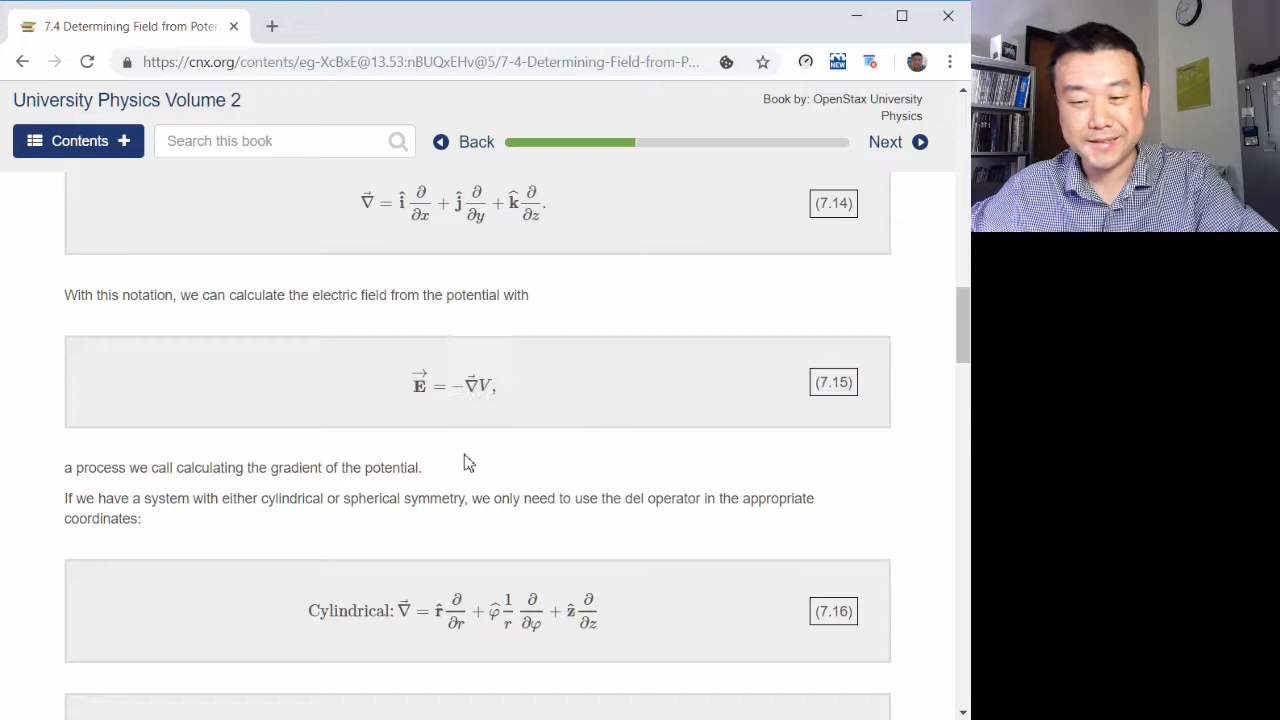 7.4 Determining Field from Poten
https://cnx.org/contents/eg-XcBxE@13.53:nBUQxEHv@5/7-4-Determining-Field-from-P...
NEW
University Physics Volume 2
Book by: OpenStax University
Physics
Contents
Search this book
Back
Next
∇⃗ = î ∂/∂x + ĵ ∂/∂y + k̂ ∂/∂z. (7.14)
With this notation, we can calculate the electric field from the potential with
E⃗ = −∇⃗V, (7.15)
a process we call calculating the gradient of the potential.
If we have a system with either cylindrical or spherical symmetry, we only need to use the del operator in the appropriate
coordinates:
Cylindrical: ∇⃗ = r̂ ∂/∂r + φ̂ 1/r ∂/∂φ + ẑ ∂/∂z (7.16)